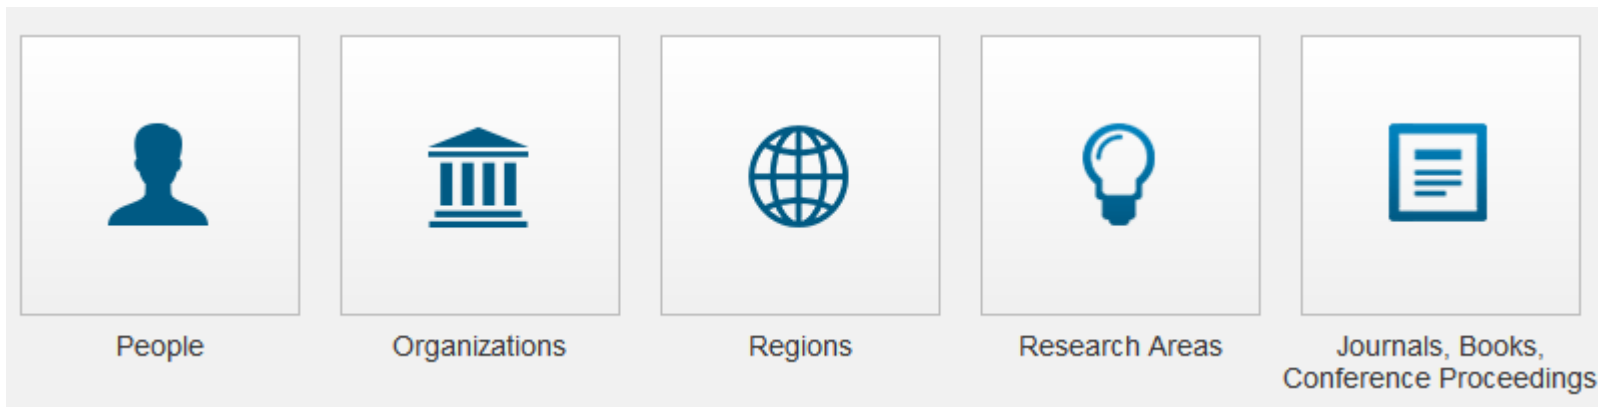 People
Organizations
Regions
Research Areas
Journals, Books,
Conference Proceedings